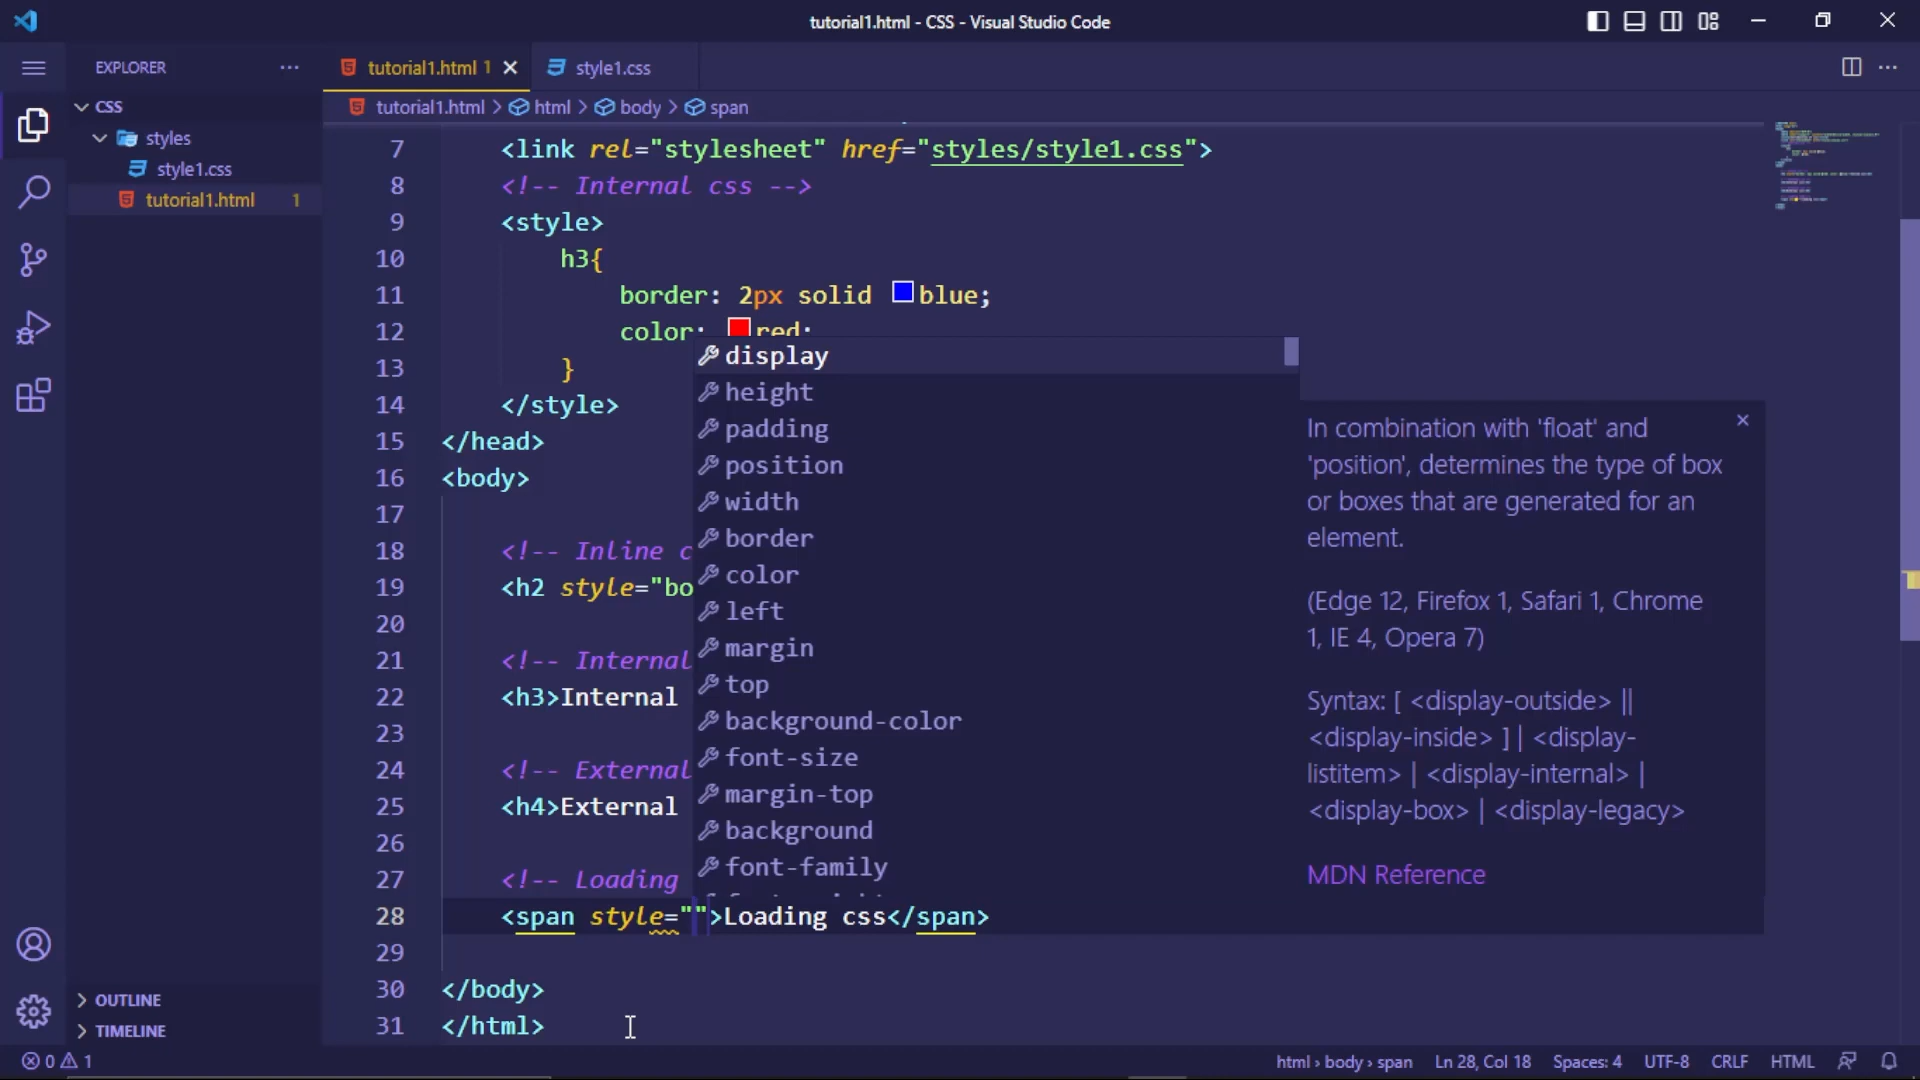 tutorial1.html - CSS - Visual Studio Code
EXPLORER
tutorial1.html 1
style1.css
CSS
styles
style1.css
tutorial1.html 1
tutorial1.html > html > body > span
7 <link rel="stylesheet" href="styles/style1.css">
8 <!-- Internal css -->
9 <style>
10 h3{
11 border: 2px solid blue;
12 color: red;
13 }
14 </style>
15 </head>
16 <body>
17
18 <!-- Inline c
19 <h2 style="bo
20
21 <!-- Internal
22 <h3>Internal
23
24 <!-- External
25 <h4>External
26
27 <!-- Loading
28 <span style="">Loading css</span>
29
30 </body>
31 </html>
display
height
padding
position
width
border
color
left
margin
top
background-color
font-size
margin-top
background
font-family
In combination with 'float' and
'position', determines the type of box
or boxes that are generated for an
element.
(Edge 12, Firefox 1, Safari 1, Chrome
1, IE 4, Opera 7)
Syntax: [ <display-outside> ||
<display-inside> ] | <display-
listitem> | <display-internal> |
<display-box> | <display-legacy>
MDN Reference
OUTLINE
TIMELINE
0 1
html › body › span
Ln 28, Col 18
Spaces: 4
UTF-8
CRLF
HTML